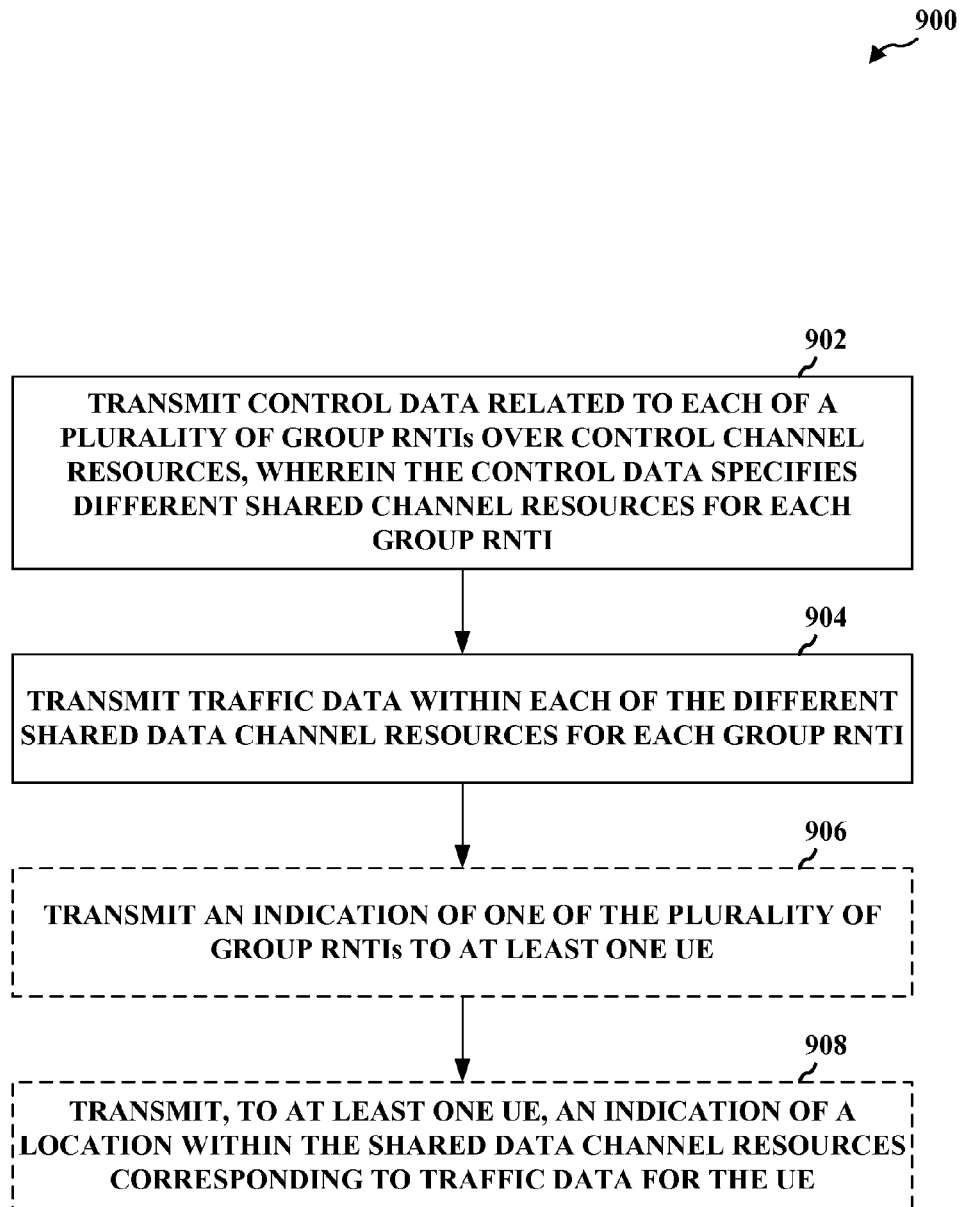 900
902
TRANSMIT CONTROL DATA RELATED TO EACH OF A
PLURALITY OF GROUP RNTIs OVER CONTROL CHANNEL
RESOURCES, WHEREIN THE CONTROL DATA SPECIFIES
DIFFERENT SHARED CHANNEL RESOURCES FOR EACH
GROUP RNTI
904
TRANSMIT TRAFFIC DATA WITHIN EACH OF THE DIFFERENT
SHARED DATA CHANNEL RESOURCES FOR EACH GROUP RNTI
906
TRANSMIT AN INDICATION OF ONE OF THE PLURALITY OF
GROUP RNTIs TO AT LEAST ONE UE
908
TRANSMIT, TO AT LEAST ONE UE, AN INDICATION OF A
LOCATION WITHIN THE SHARED DATA CHANNEL RESOURCES
CORRESPONDING TO TRAFFIC DATA FOR THE UE